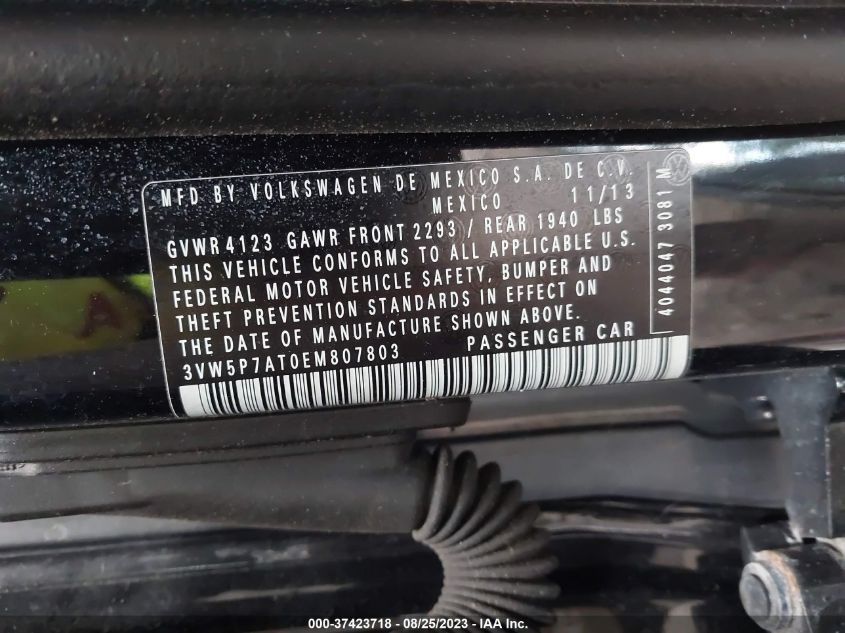 MFD BY VOLKSWAGEN DE MEXICO S.A. DE C.V.
MEXICO 11/13
GVWR 4123 GAWR FRONT 2293 / REAR 1940 LBS
THIS VEHICLE CONFORMS TO ALL APPLICABLE U.S.
FEDERAL MOTOR VEHICLE SAFETY, BUMPER AND
THEFT PREVENTION STANDARDS IN EFFECT ON
THE DATE OF MANUFACTURE SHOWN ABOVE.
3VW5P7AT0EM807803 PASSENGER CAR
4044047 3081 M
A
000-37423718 - 08/25/2023 - IAA Inc.